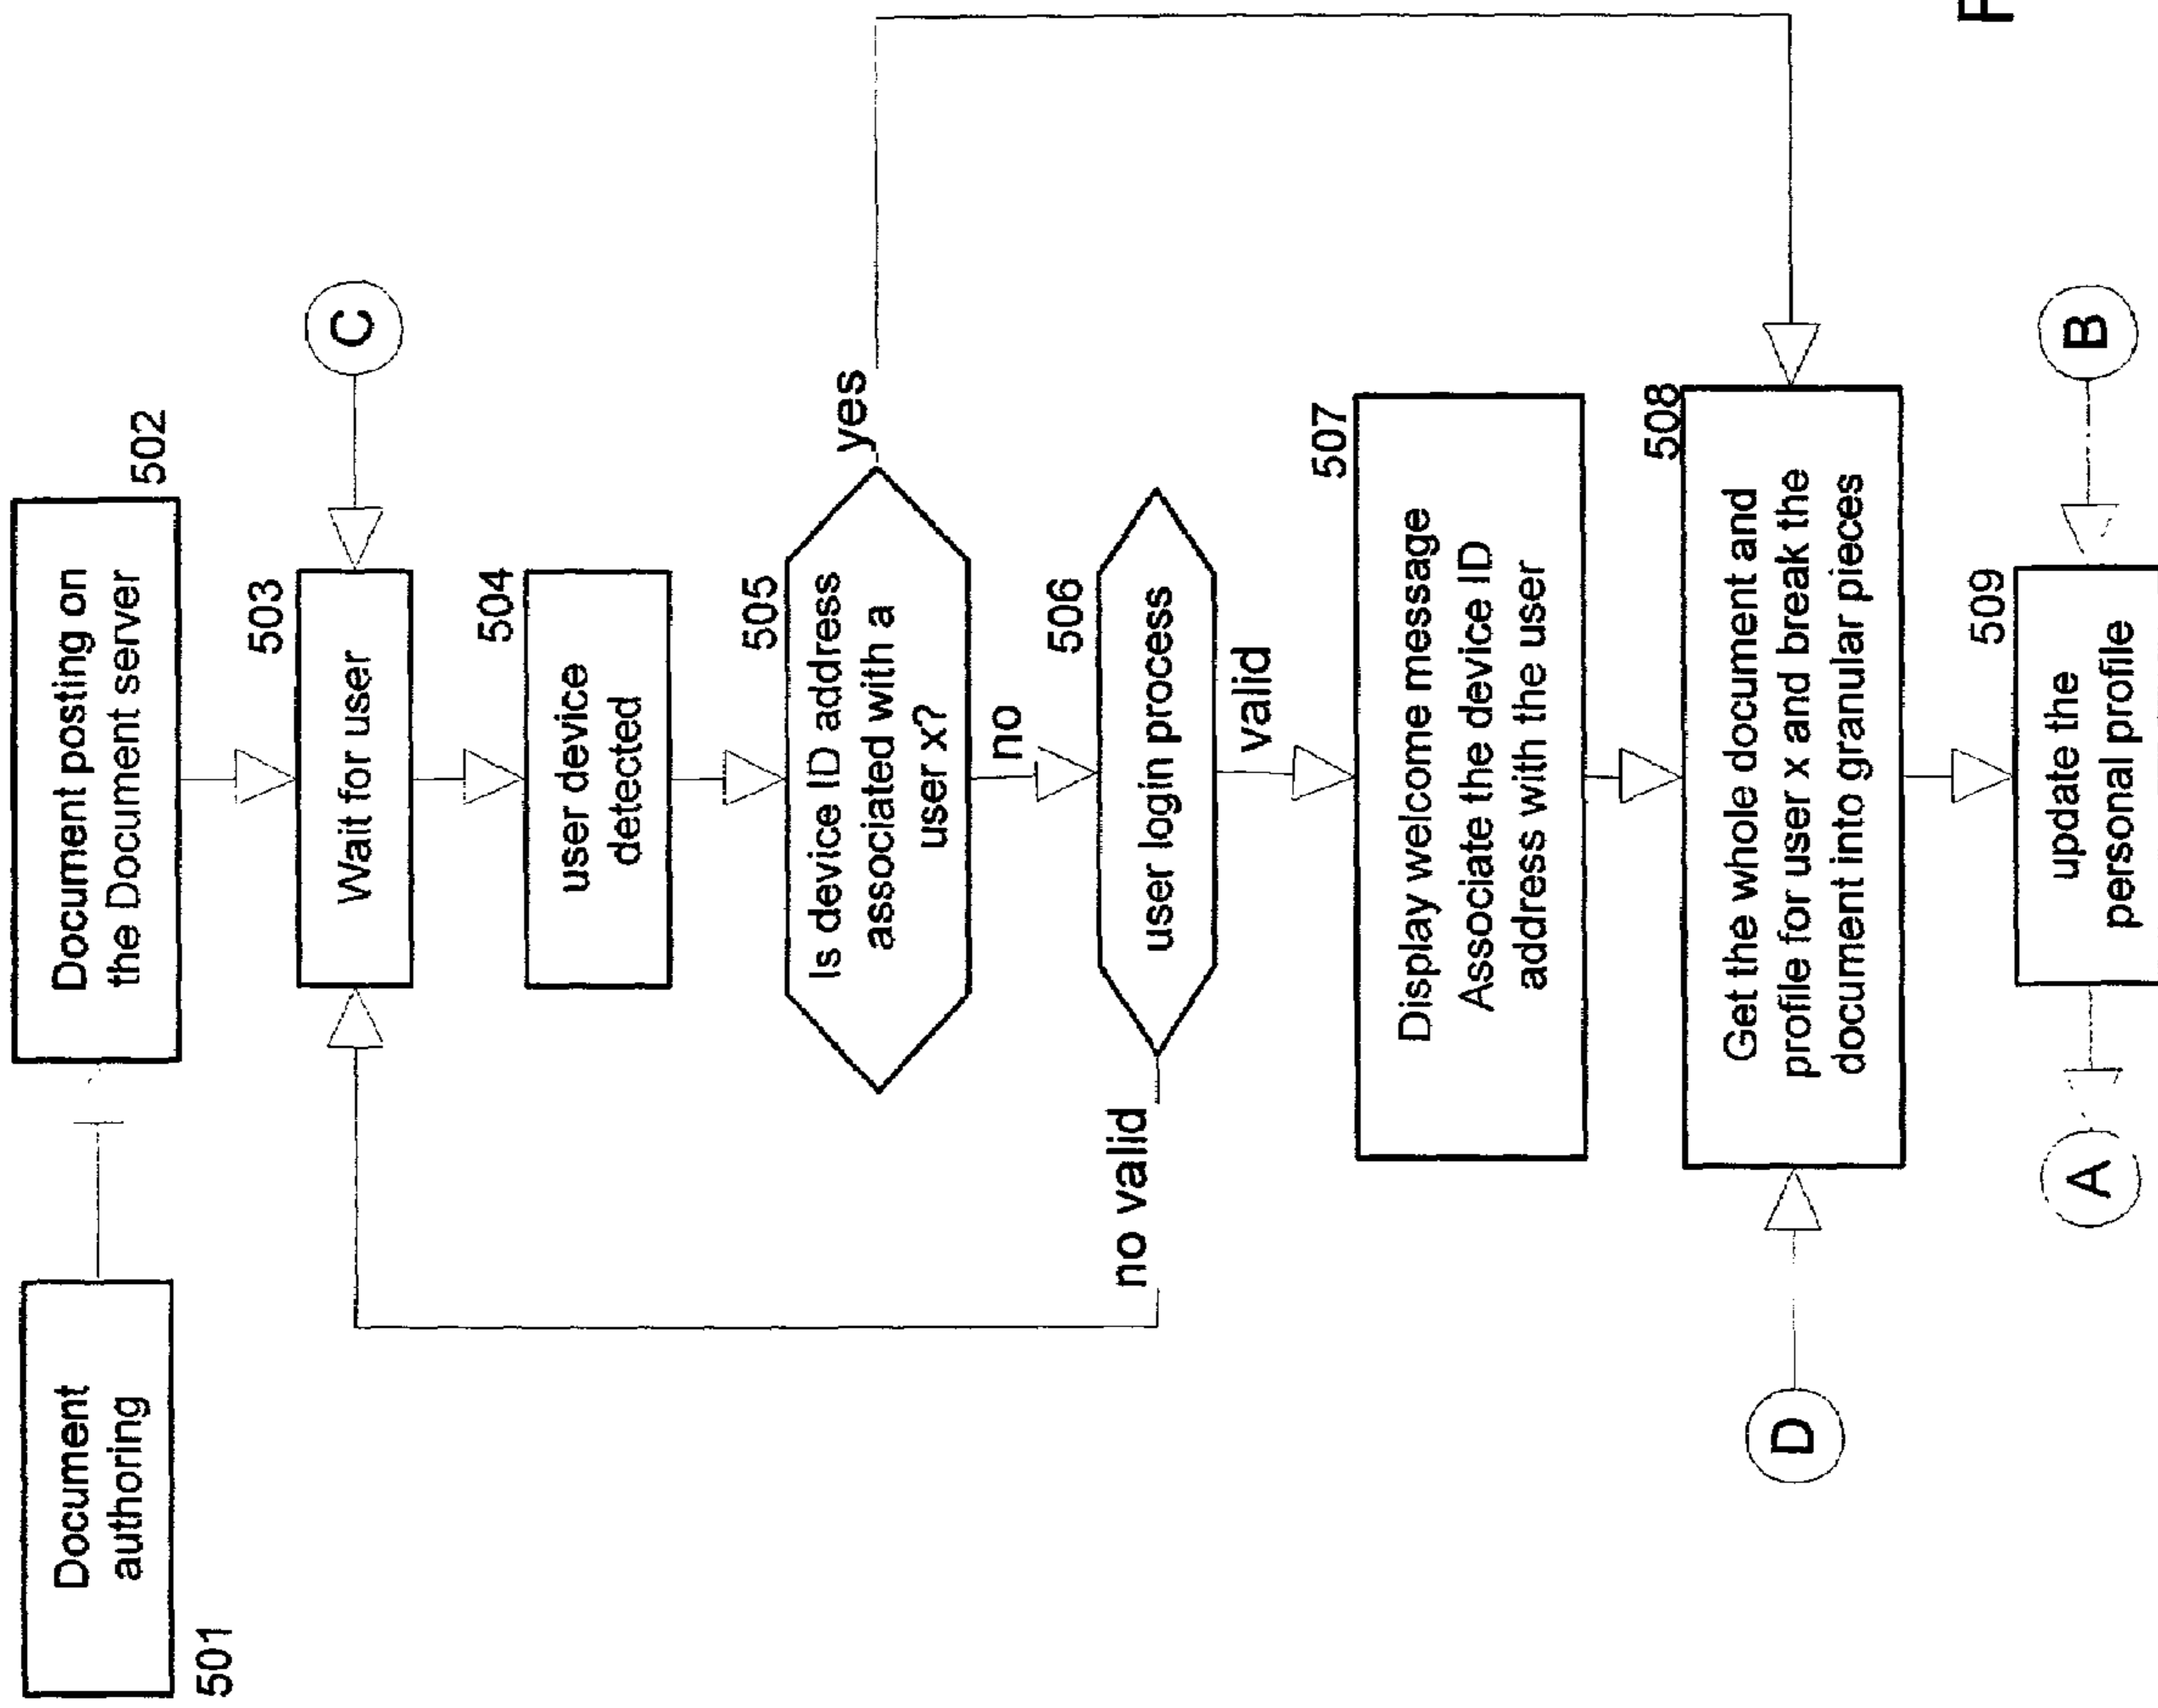 Document
authoring
501
Document posting on
the Document server
502
503
Wait for user
C
504
user device
detected
505
Is device ID address
associated with a
user x?
yes
no
506
user login process
no valid
valid
507
Display welcome message
Associate the device ID
address with the user
508
Get the whole document and
profile for user x and break the
document into granular pieces
D
509
update the
personal profile
A
B